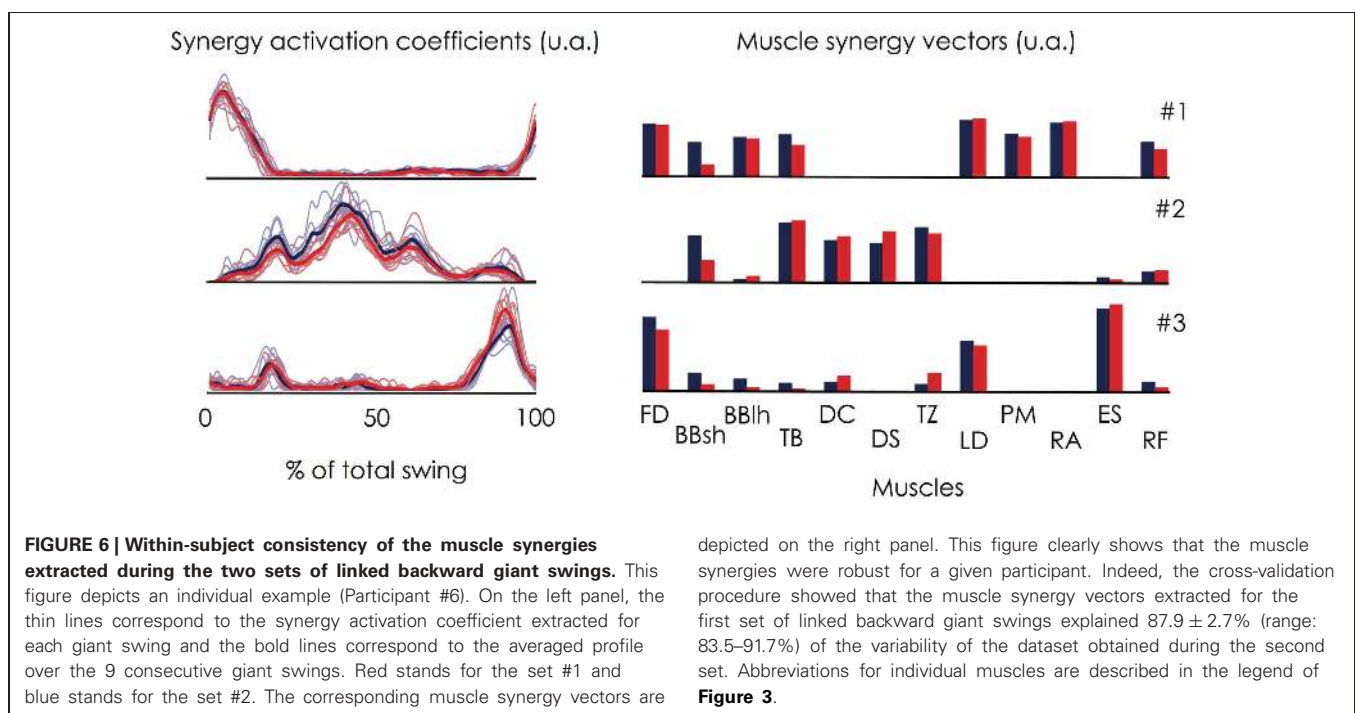 Synergy activation coefficients (u.a.)
Muscle synergy vectors (u.a.)
#1
#2
#3
0
50
100
% of total swing
FD
BBsh
BBlh
TB
DC
DS
TZ
LD
PM
RA
ES
RF
Muscles
FIGURE 6 | Within-subject consistency of the muscle synergies
extracted during the two sets of linked backward giant swings. This
figure depicts an individual example (Participant #6). On the left panel, the
thin lines correspond to the synergy activation coefficient extracted for
each giant swing and the bold lines correspond to the averaged profile
over the 9 consecutive giant swings. Red stands for the set #1 and
blue stands for the set #2. The corresponding muscle synergy vectors are
depicted on the right panel. This figure clearly shows that the muscle
synergies were robust for a given participant. Indeed, the cross-validation
procedure showed that the muscle synergy vectors extracted for the
first set of linked backward giant swings explained 87.9 ± 2.7% (range:
83.5–91.7%) of the variability of the dataset obtained during the second
set. Abbreviations for individual muscles are described in the legend of
Figure 3.